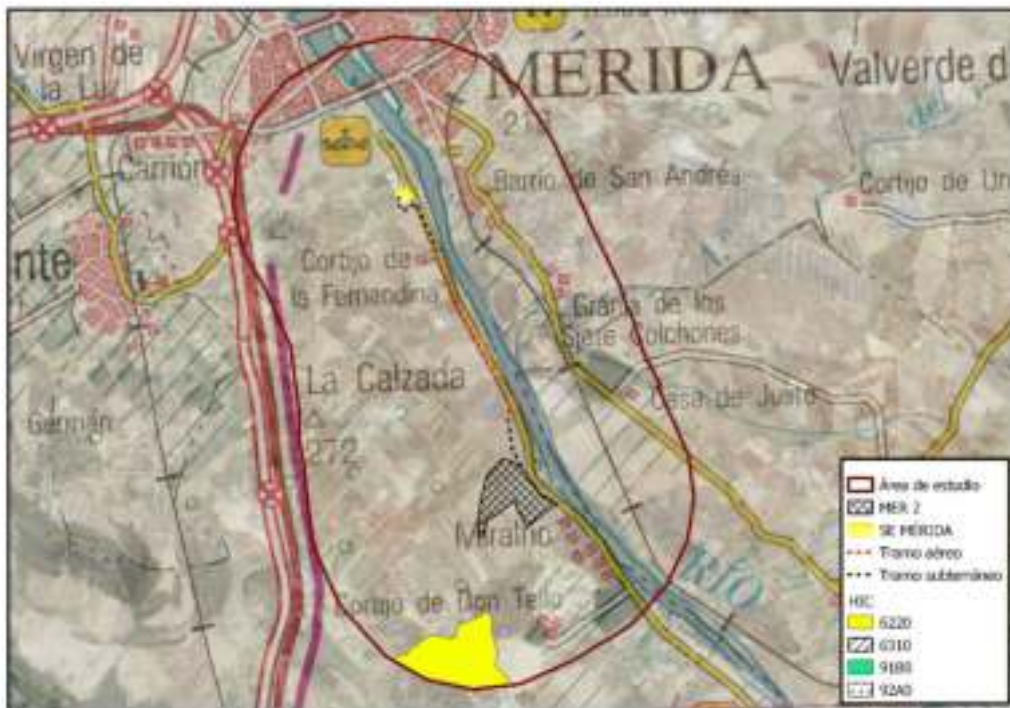 Virgen de
la Lu
MÉRIDA
Valverde d
Carrión
Barrio de San Andrés
Cortijo de
Cortijo de
la Fernandina
nte
Granja de los
Siete Colchones
La Calzada
Casa de Justo
Germán
272
Miralrío
RÍO
Cortijo de Don Tello
Área de estudio
MER 2
SE MÉRIDA
Tramo aéreo
Tramo subterráneo
HIC
6220
6310
91B0
92A0